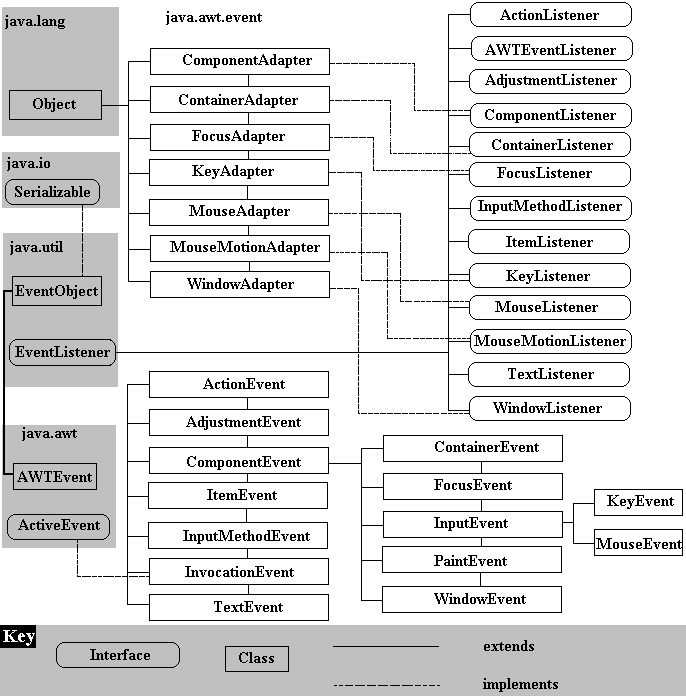 java.lang
Object
java.io
Serializable
java.util
EventObject
EventListener
java.awt
AWTEvent
ActiveEvent
java.awt.event
ComponentAdapter
ContainerAdapter
FocusAdapter
KeyAdapter
MouseAdapter
MouseMotionAdapter
WindowAdapter
ActionListener
AWTEventListener
AdjustmentListener
ComponentListener
ContainerListener
FocusListener
InputMethodListener
ItemListener
KeyListener
MouseListener
MouseMotionListener
TextListener
WindowListener
ActionEvent
AdjustmentEvent
ComponentEvent
ItemEvent
InputMethodEvent
InvocationEvent
TextEvent
ContainerEvent
FocusEvent
InputEvent
PaintEvent
WindowEvent
KeyEvent
MouseEvent
Key
Interface
Class
extends
implements